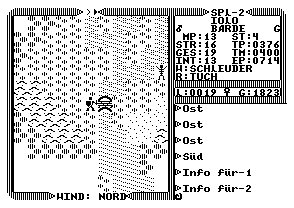 SPL-2
IOLO
♂ BARDE G
MP:13 ST:4
STR:16 TP:0376
GES:19 TM:0400
INT:13 EP:0714
W:SCHLEUDER
R:TUCH
L:0019 ♀ G:1823
Ost
Ost
Ost
Süd
Info für-1
Info für-2
WIND: NORD